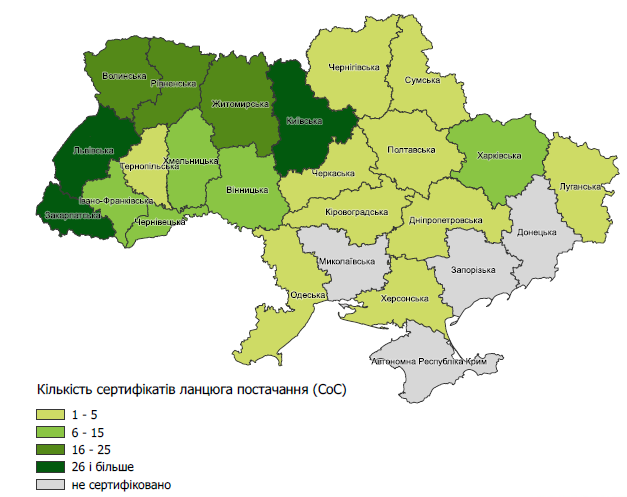 Чернігівська
Сумська
Волинська
Рівненська
Житомирська
Київська
Львівська
Тернопільська
Хмельницька
Полтавська
Харківська
Черкаська
Луганська
Вінницька
Івано-Франківська
Закарпатська
Чернівецька
Кіровоградська
Дніпропетровська
Донецька
Миколаївська
Запорізька
Одеська
Херсонська
Автономна Республіка Крим
Кількість сертифікатів ланцюга постачання (CoC)
1 - 5
6 - 15
16 - 25
26 і більше
не сертифіковано